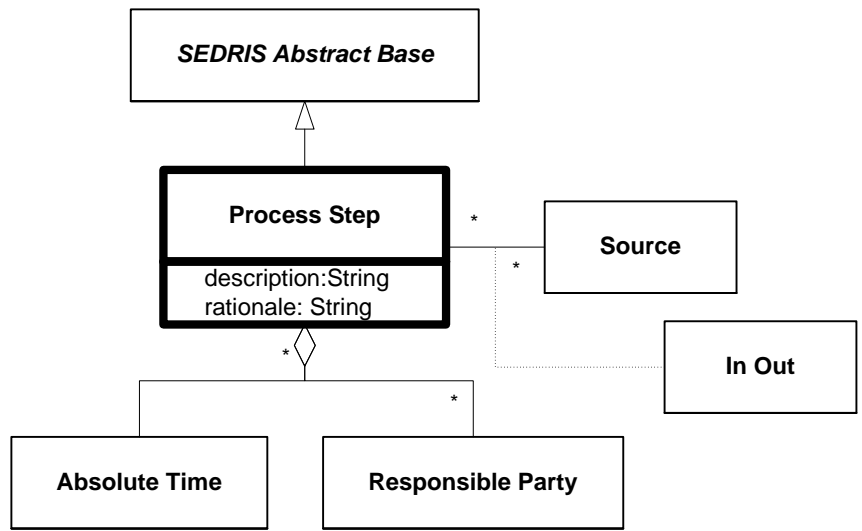 SEDRIS Abstract Base
Process Step
description:String
rationale: String
*
*
Source
In Out
*
*
Absolute Time
Responsible Party